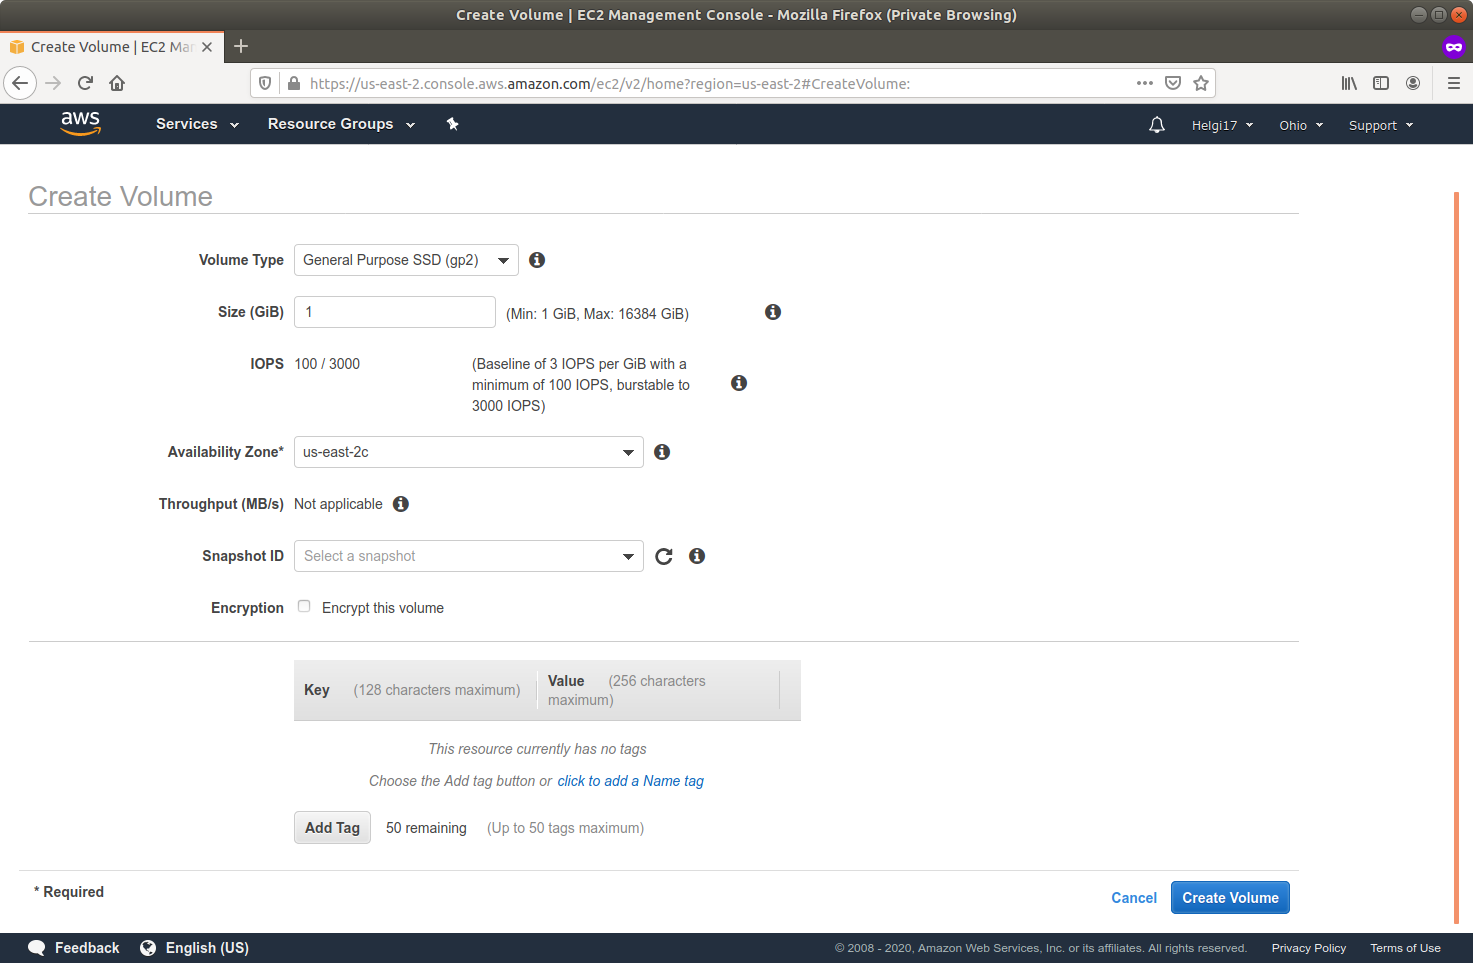 Create Volume | EC2 Management Console - Mozilla Firefox (Private Browsing)
Create Volume | EC2 Mar
https://us-east-2.console.aws.amazon.com/ec2/v2/home?region=us-east-2#CreateVolume:
aws Services Resource Groups Helgi17 Ohio Support
Create Volume
Volume Type General Purpose SSD (gp2)
Size (GiB) 1 (Min: 1 GiB, Max: 16384 GiB)
IOPS 100 / 3000 (Baseline of 3 IOPS per GiB with a
minimum of 100 IOPS, burstable to
3000 IOPS)
Availability Zone* us-east-2c
Throughput (MB/s) Not applicable
Snapshot ID Select a snapshot
Encryption Encrypt this volume
Key (128 characters maximum) Value (256 characters
maximum)
This resource currently has no tags
Choose the Add tag button or click to add a Name tag
Add Tag 50 remaining (Up to 50 tags maximum)
* Required
Cancel Create Volume
Feedback English (US) © 2008 - 2020, Amazon Web Services, Inc. or its affiliates. All rights reserved. Privacy Policy Terms of Use